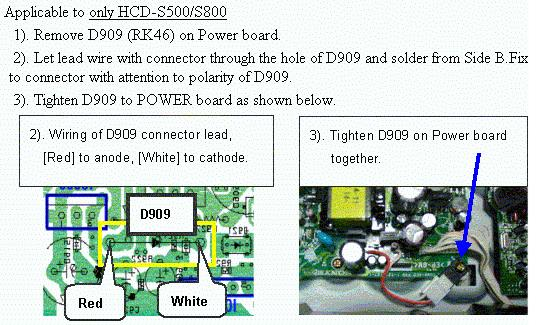 Applicable to only HCD-S500/S800
1). Remove D909 (RK46) on Power board.
2). Let lead wire with connector through the hole of D909 and solder from Side B.Fix
to connector with attention to polarity of D909.
3). Tighten D909 to POWER board as shown below.
2). Wiring of D909 connector lead,
[Red] to anode, [White] to cathode.
3). Tighten D909 on Power board
together.
D909
Red
White